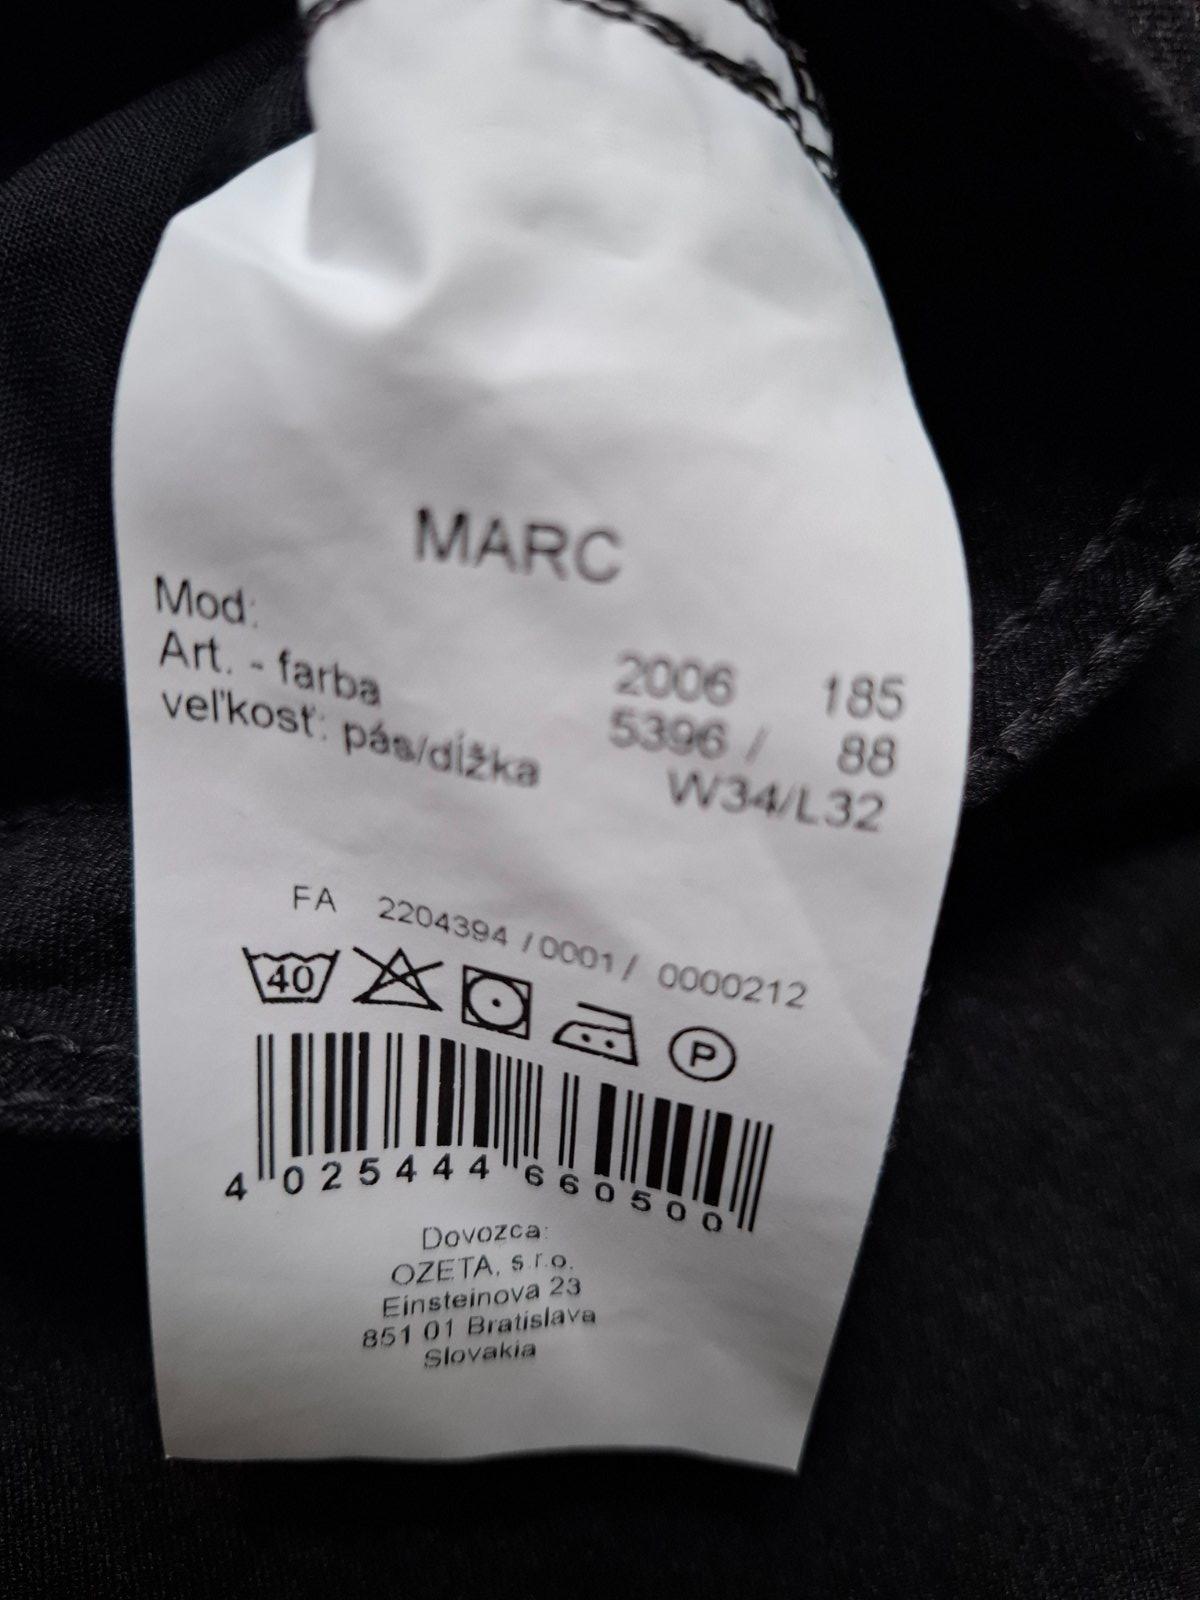 MARC
Mod: 2006 185
Art. - farba 5396 / 88
veľkosť: pás/dĺžka W34/L32
FA 2204394 /0001/ 0000212
40
P
4 025444 660500
Dovozca:
OZETA, s.r.o.
Einsteinova 23
851 01 Bratislava
Slovakia